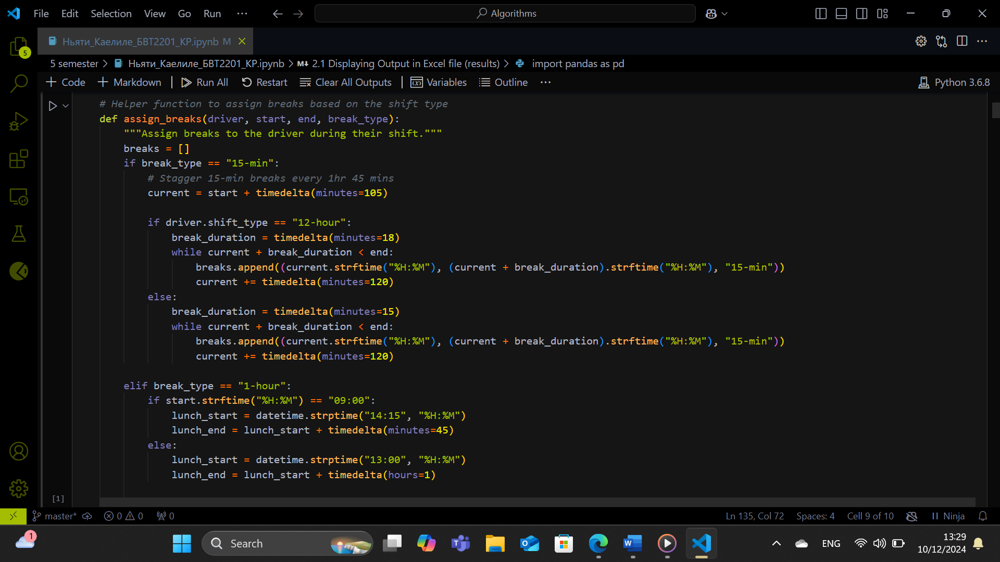 File Edit Selection View Go Run ··· Algorithms
Ньяти_Каелиле_БВТ2201_КР.ipynb M
5
5 semester > Ньяти_Каелиле_БВТ2201_КР.ipynb > M↓ 2.1 Displaying Output in Excel file (results) > import pandas as pd
+ Code + Markdown | Run All Restart Clear All Outputs | Variables Outline ··· Python 3.6.8
# Helper function to assign breaks based on the shift type
def assign_breaks(driver, start, end, break_type):
    """Assign breaks to the driver during their shift."""
    breaks = []
    if break_type == "15-min":
        # Stagger 15-min breaks every 1hr 45 mins
        current = start + timedelta(minutes=105)
        if driver.shift_type == "12-hour":
            break_duration = timedelta(minutes=18)
            while current + break_duration < end:
                breaks.append((current.strftime("%H:%M"), (current + break_duration).strftime("%H:%M"), "15-min"))
                current += timedelta(minutes=120)
        else:
            break_duration = timedelta(minutes=15)
            while current + break_duration < end:
                breaks.append((current.strftime("%H:%M"), (current + break_duration).strftime("%H:%M"), "15-min"))
                current += timedelta(minutes=120)
    elif break_type == "1-hour":
        if start.strftime("%H:%M") == "09:00":
            lunch_start = datetime.strptime("14:15", "%H:%M")
            lunch_end = lunch_start + timedelta(minutes=45)
        else:
            lunch_start = datetime.strptime("13:00", "%H:%M")
            lunch_end = lunch_start + timedelta(hours=1)
[1]
master* 0 0 0 Ln 135, Col 72 Spaces: 4 Cell 9 of 10 Ninja
1 Search ENG 13:29
10/12/2024